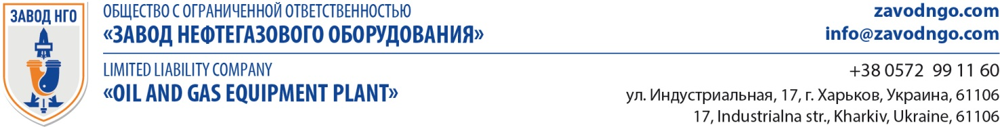 ЗАВОД НГО
ОБЩЕСТВО С ОГРАНИЧЕННОЙ ОТВЕТСТВЕННОСТЬЮ
«ЗАВОД НЕФТЕГАЗОВОГО ОБОРУДОВАНИЯ»
zavodngo.com
info@zavodngo.com
LIMITED LIABILITY COMPANY
«OIL AND GAS EQUIPMENT PLANT»
+38 0572 99 11 60
ул. Индустриальная, 17, г. Харьков, Украина, 61106
17, Industrialna str., Kharkiv, Ukraine, 61106